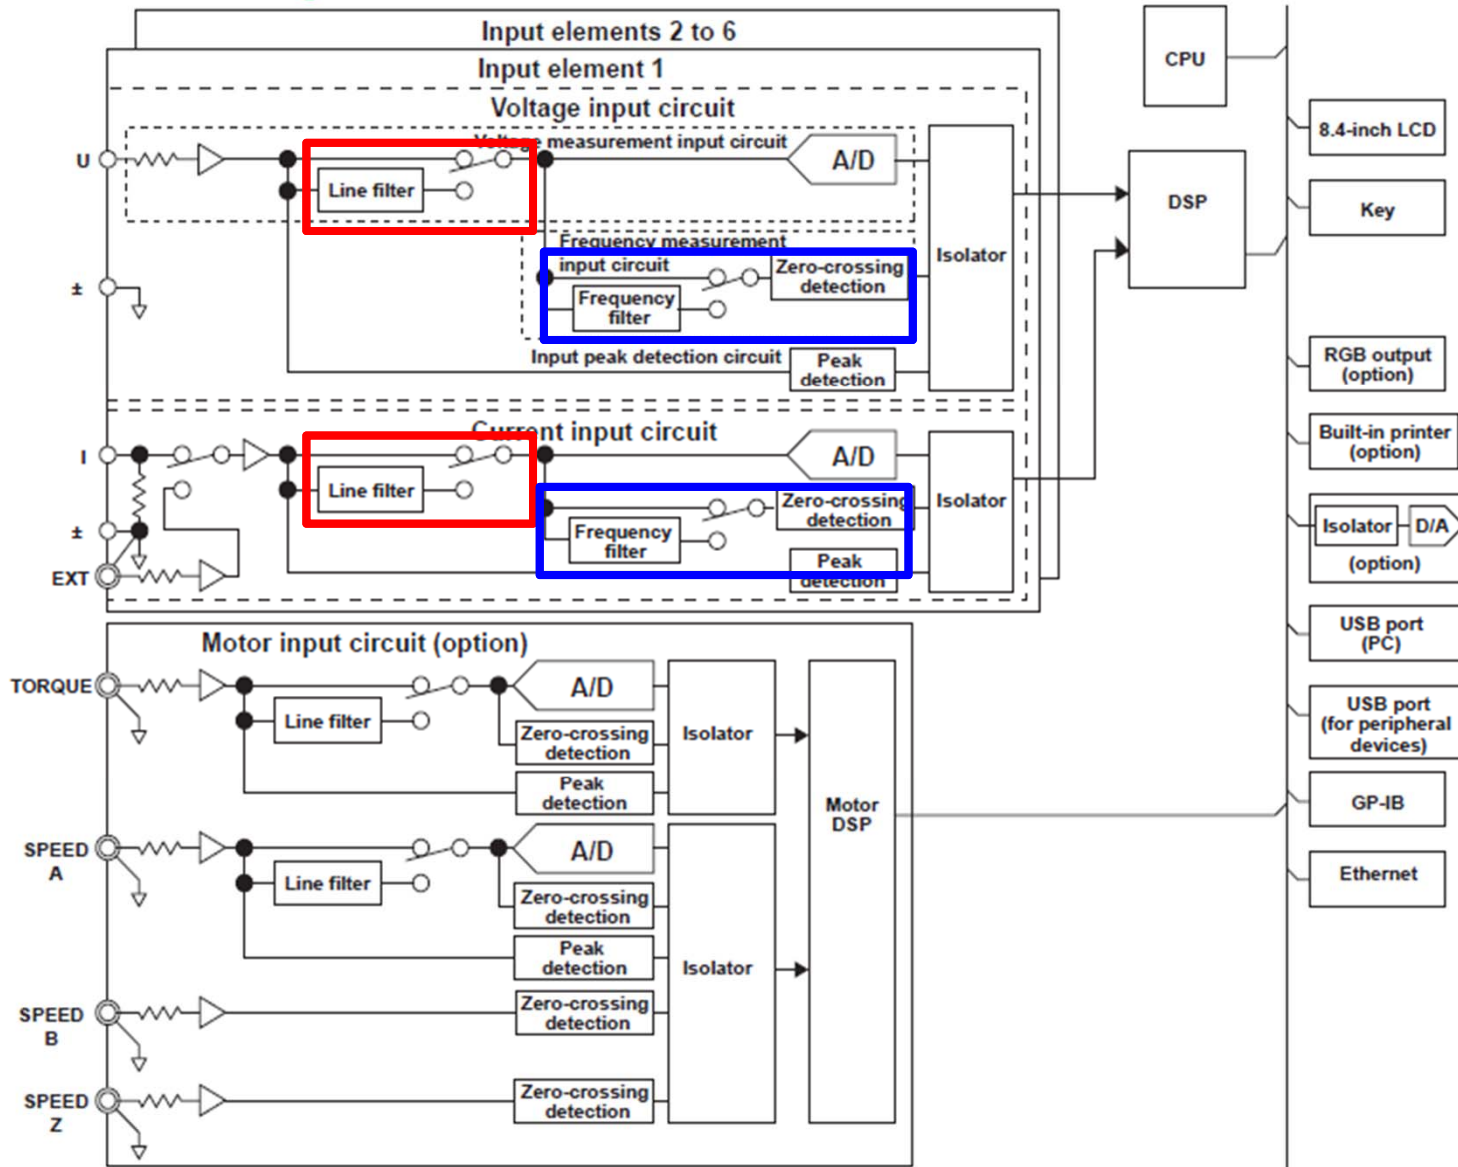 Input elements 2 to 6
Input element 1
Voltage input circuit
Voltage measurement input circuit
U
Line filter
A/D
Frequency measurement
input circuit
Zero-crossing
detection
Frequency
filter
±
Input peak detection circuit
Peak
detection
Isolator
Current input circuit
I
Line filter
A/D
Zero-crossing
detection
Frequency
filter
±
EXT
Peak
detection
Isolator
DSP
CPU
8.4-inch LCD
Key
RGB output
(option)
Built-in printer
(option)
Isolator
D/A
(option)
USB port
(PC)
USB port
(for peripheral
devices)
GP-IB
Ethernet
Motor input circuit (option)
TORQUE
A/D
Line filter
Zero-crossing
detection
Peak
detection
Isolator
SPEED
A
A/D
Line filter
Zero-crossing
detection
Peak
detection
Isolator
Motor
DSP
SPEED
B
Zero-crossing
detection
SPEED
Z
Zero-crossing
detection